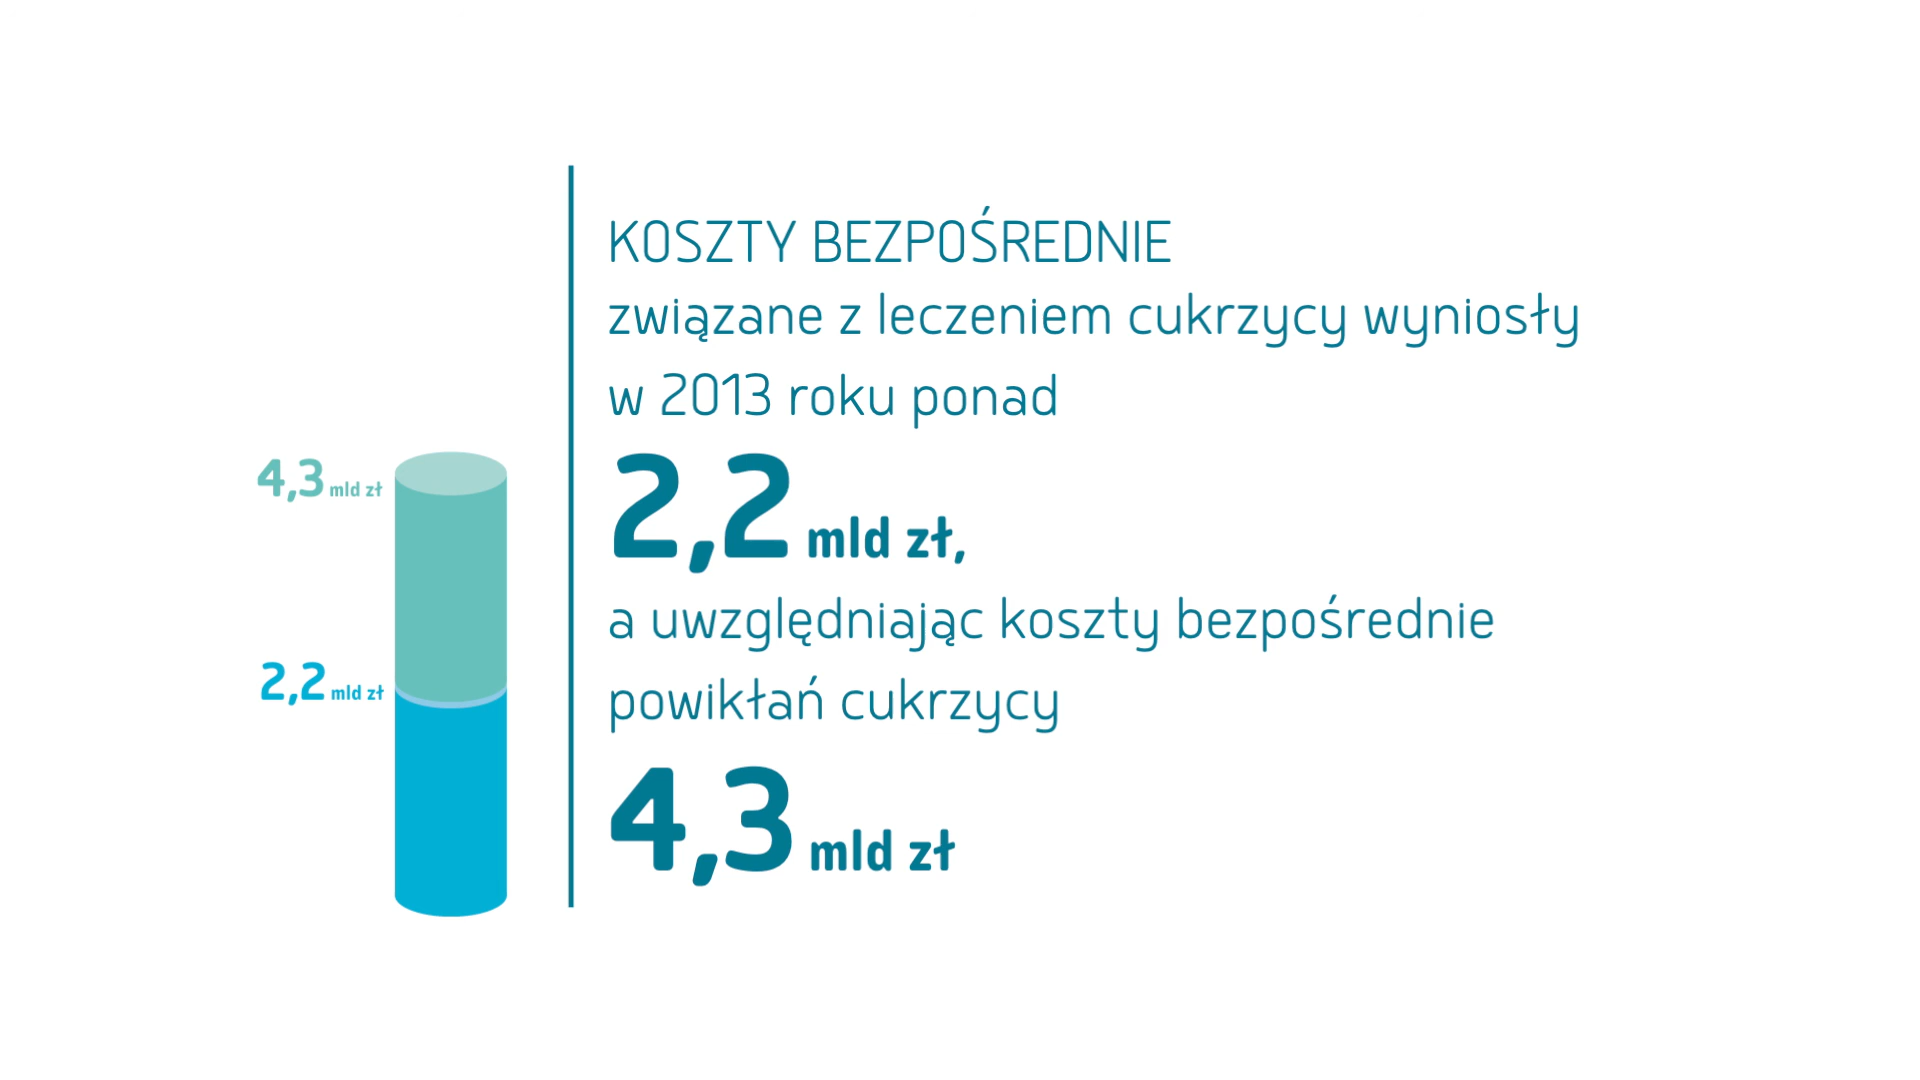 4,3 mld zł
2,2 mld zł
KOSZTY BEZPOŚREDNIE
związane z leczeniem cukrzycy wyniosły
w 2013 roku ponad
2,2 mld zł,
a uwzględniając koszty bezpośrednie
powikłań cukrzycy
4,3 mld zł